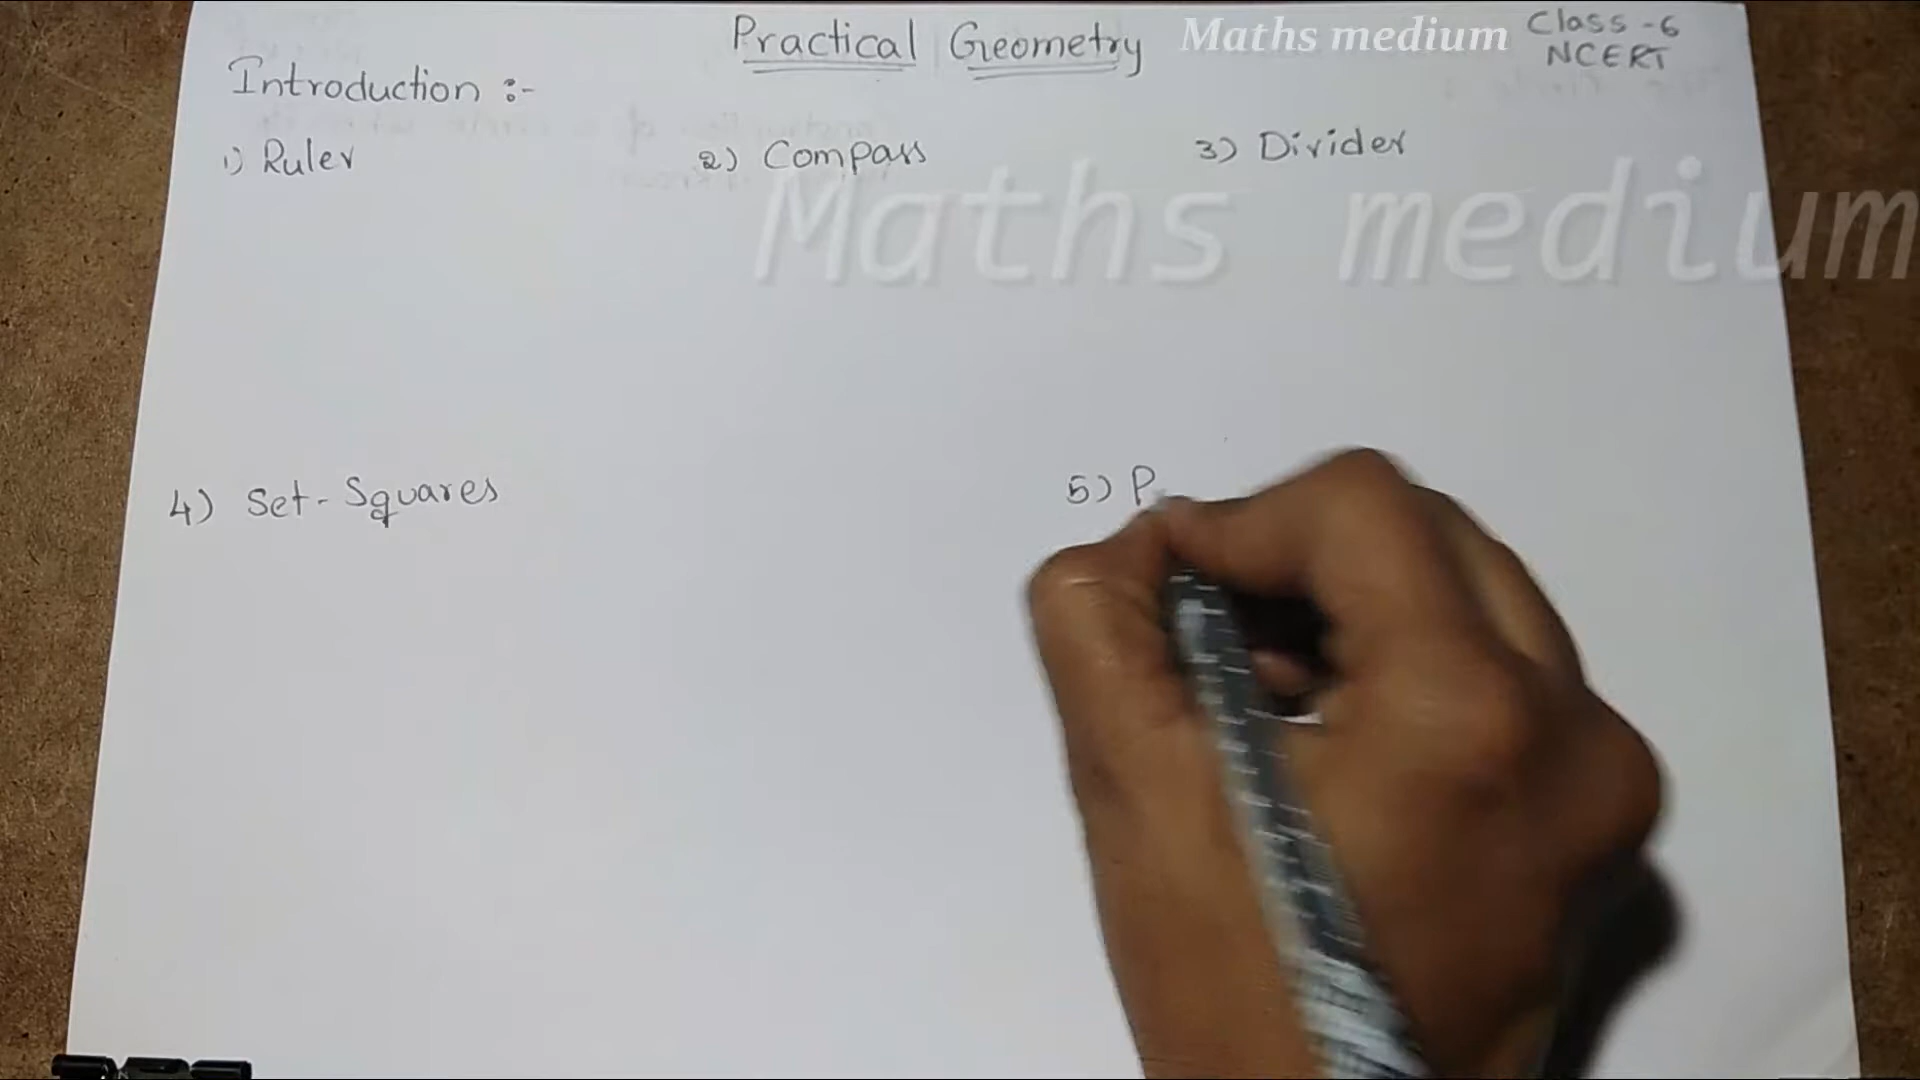 Practical Geometry
Maths medium
Class -6
NCERT
Introduction :-
1) Ruler
2) Compass
3) Divider
Maths medium
4) Set-Squares
5) P